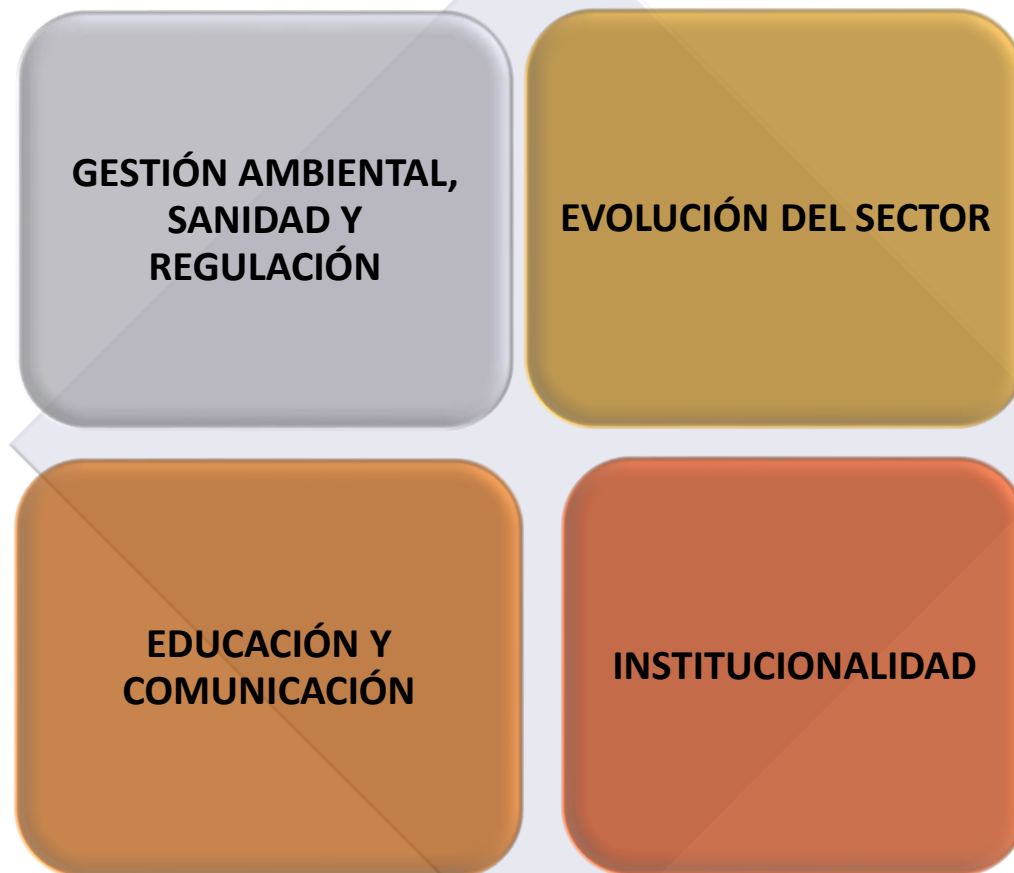 GESTIÓN AMBIENTAL,
SANIDAD Y
REGULACIÓN
EVOLUCIÓN DEL SECTOR
EDUCACIÓN Y
COMUNICACIÓN
INSTITUCIONALIDAD